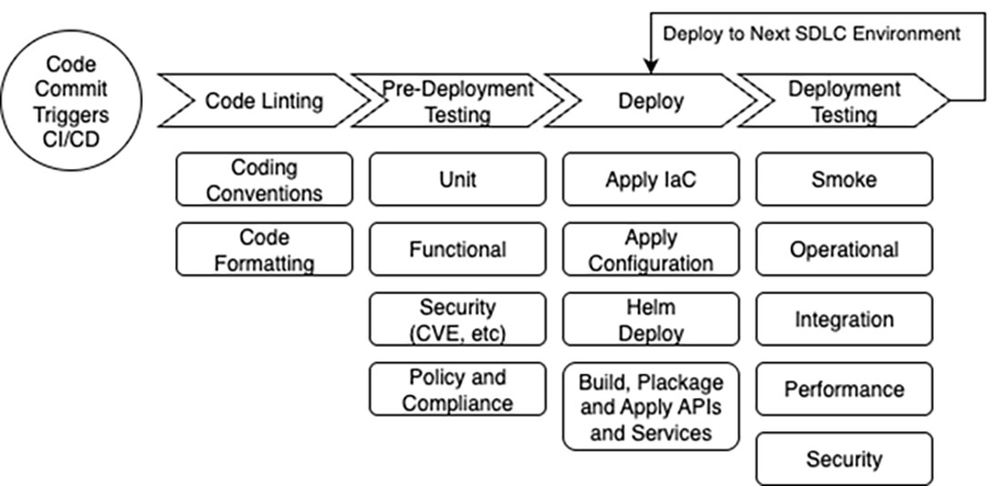 Deploy to Next SDLC Environment
Code
Commit
Triggers
CI/CD
Code Linting
Pre-Deployment
Testing
Deploy
Deployment
Testing
Coding
Conventions
Code
Formatting
Unit
Functional
Security
(CVE, etc)
Policy and
Compliance
Apply IaC
Apply
Configuration
Helm
Deploy
Build, Plackage
and Apply APIs
and Services
Smoke
Operational
Integration
Performance
Security